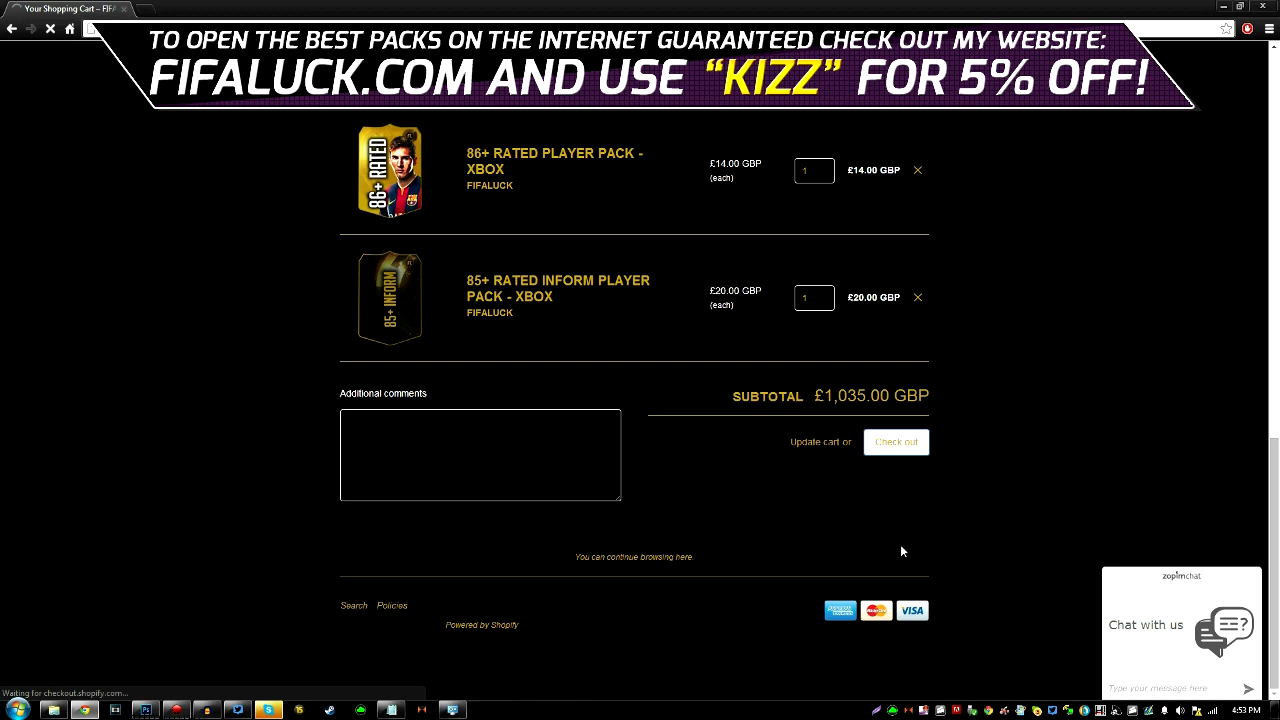 Your Shopping Cart – FIFA
TO OPEN THE BEST PACKS ON THE INTERNET GUARANTEED CHECK OUT MY WEBSITE:
FIFALUCK.COM AND USE "KIZZ" FOR 5% OFF!
86+ RATED
86+ RATED PLAYER PACK -
XBOX
FIFALUCK
£14.00 GBP
(each)
1
£14.00 GBP
85+ INFORM
85+ RATED INFORM PLAYER
PACK - XBOX
FIFALUCK
£20.00 GBP
(each)
1
£20.00 GBP
Additional comments
SUBTOTAL £1,035.00 GBP
Update cart or Check out
You can continue browsing here.
Search Policies
Powered by Shopify
AMERICAN EXPRESS MasterCard VISA
zopimchat
Chat with us
Type your message here
Waiting for checkout.shopify.com...
4:53 PM